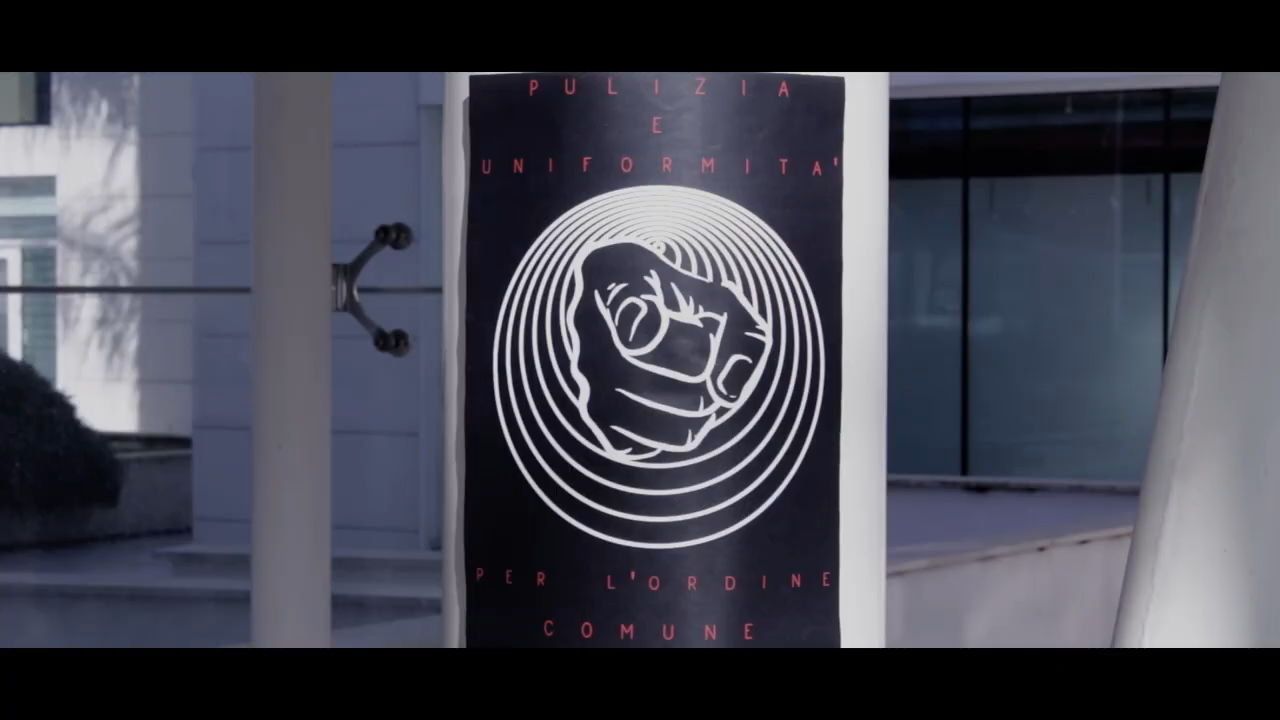 PULIZIA
E
UNIFORMITA'
PER L'ORDINE
COMUNE